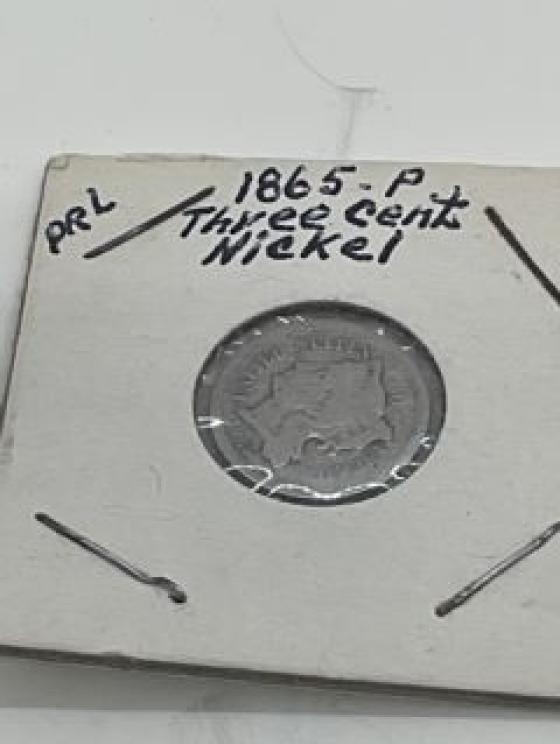 1865-P
Three cent
Nickel
PRL